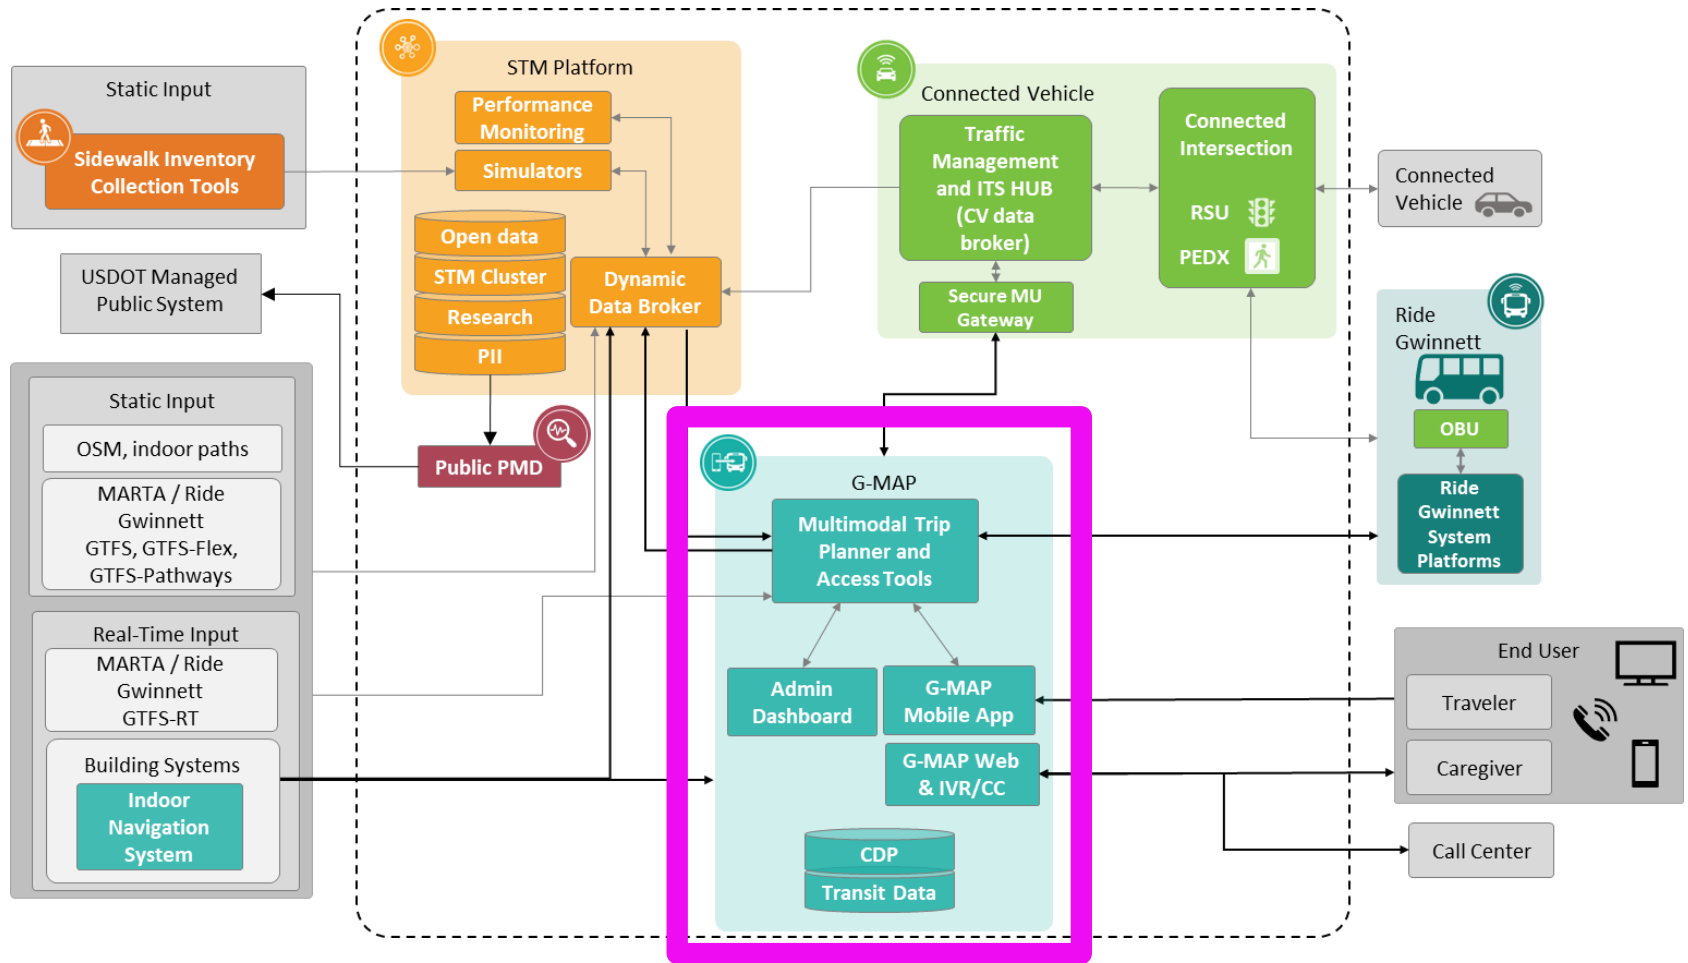 Static Input
Sidewalk Inventory
Collection Tools
USDOT Managed
Public System
Static Input
OSM, indoor paths
MARTA / Ride
Gwinnett
GTFS, GTFS-Flex,
GTFS-Pathways
Real-Time Input
MARTA / Ride
Gwinnett
GTFS-RT
Building Systems
Indoor
Navigation
System
STM Platform
Performance
Monitoring
Simulators
Open data
STM Cluster
Research
PII
Dynamic
Data Broker
Public PMD
Connected Vehicle
Traffic
Management
and ITS HUB
(CV data
broker)
Secure MU
Gateway
Connected
Intersection
RSU
PEDX
G-MAP
Multimodal Trip
Planner and
Access Tools
Admin
Dashboard
G-MAP
Mobile App
G-MAP Web
& IVR/CC
CDP
Transit Data
Connected
Vehicle
Ride
Gwinnett
OBU
Ride
Gwinnett
System
Platforms
End User
Traveler
Caregiver
Call Center